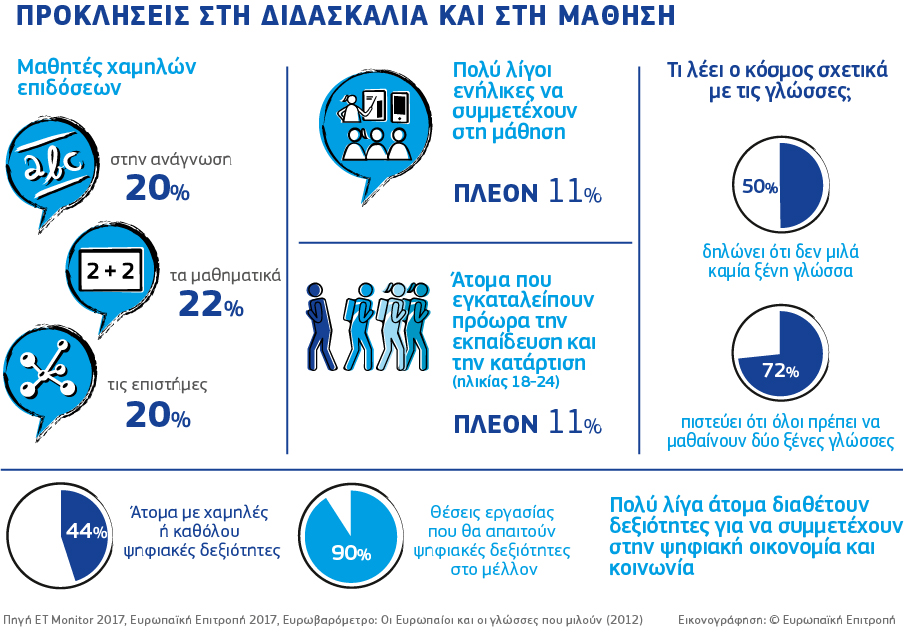 ΠΡΟΚΛΗΣΕΙΣ ΣΤΗ ΔΙΔΑΣΚΑΛΙΑ ΚΑΙ ΣΤΗ ΜΑΘΗΣΗ
Μαθητές χαμηλών
επιδόσεων
abc
στην ανάγνωση
20%
2 + 2
τα μαθηματικά
22%
τις επιστήμες
20%
Πολύ λίγοι
ενήλικες να
συμμετέχουν
στη μάθηση
ΠΛΕΟΝ 11%
Άτομα που
εγκαταλείπουν
πρόωρα την
εκπαίδευση και
την κατάρτιση
(ηλικίας 18-24)
ΠΛΕΟΝ 11%
Τι λέει ο κόσμος σχετικά
με τις γλώσσες;
50%
δηλώνει ότι δεν μιλά
καμία ξένη γλώσσα
72%
πιστεύει ότι όλοι πρέπει να
μαθαίνουν δύο ξένες γλώσσες
44%
Άτομα με χαμηλές
ή καθόλου
ψηφιακές δεξιότητες
90%
Θέσεις εργασίας
που θα απαιτούν
ψηφιακές δεξιότητες
στο μέλλον
Πολύ λίγα άτομα διαθέτουν
δεξιότητες για να συμμετέχουν
στην ψηφιακή οικονομία και
κοινωνία
Πηγή ET Monitor 2017, Ευρωπαϊκή Επιτροπή 2017, Ευρωβαρόμετρο: Οι Ευρωπαίοι και οι γλώσσες που μιλούν (2012)
Εικονογράφηση: © Ευρωπαϊκή Επιτροπή